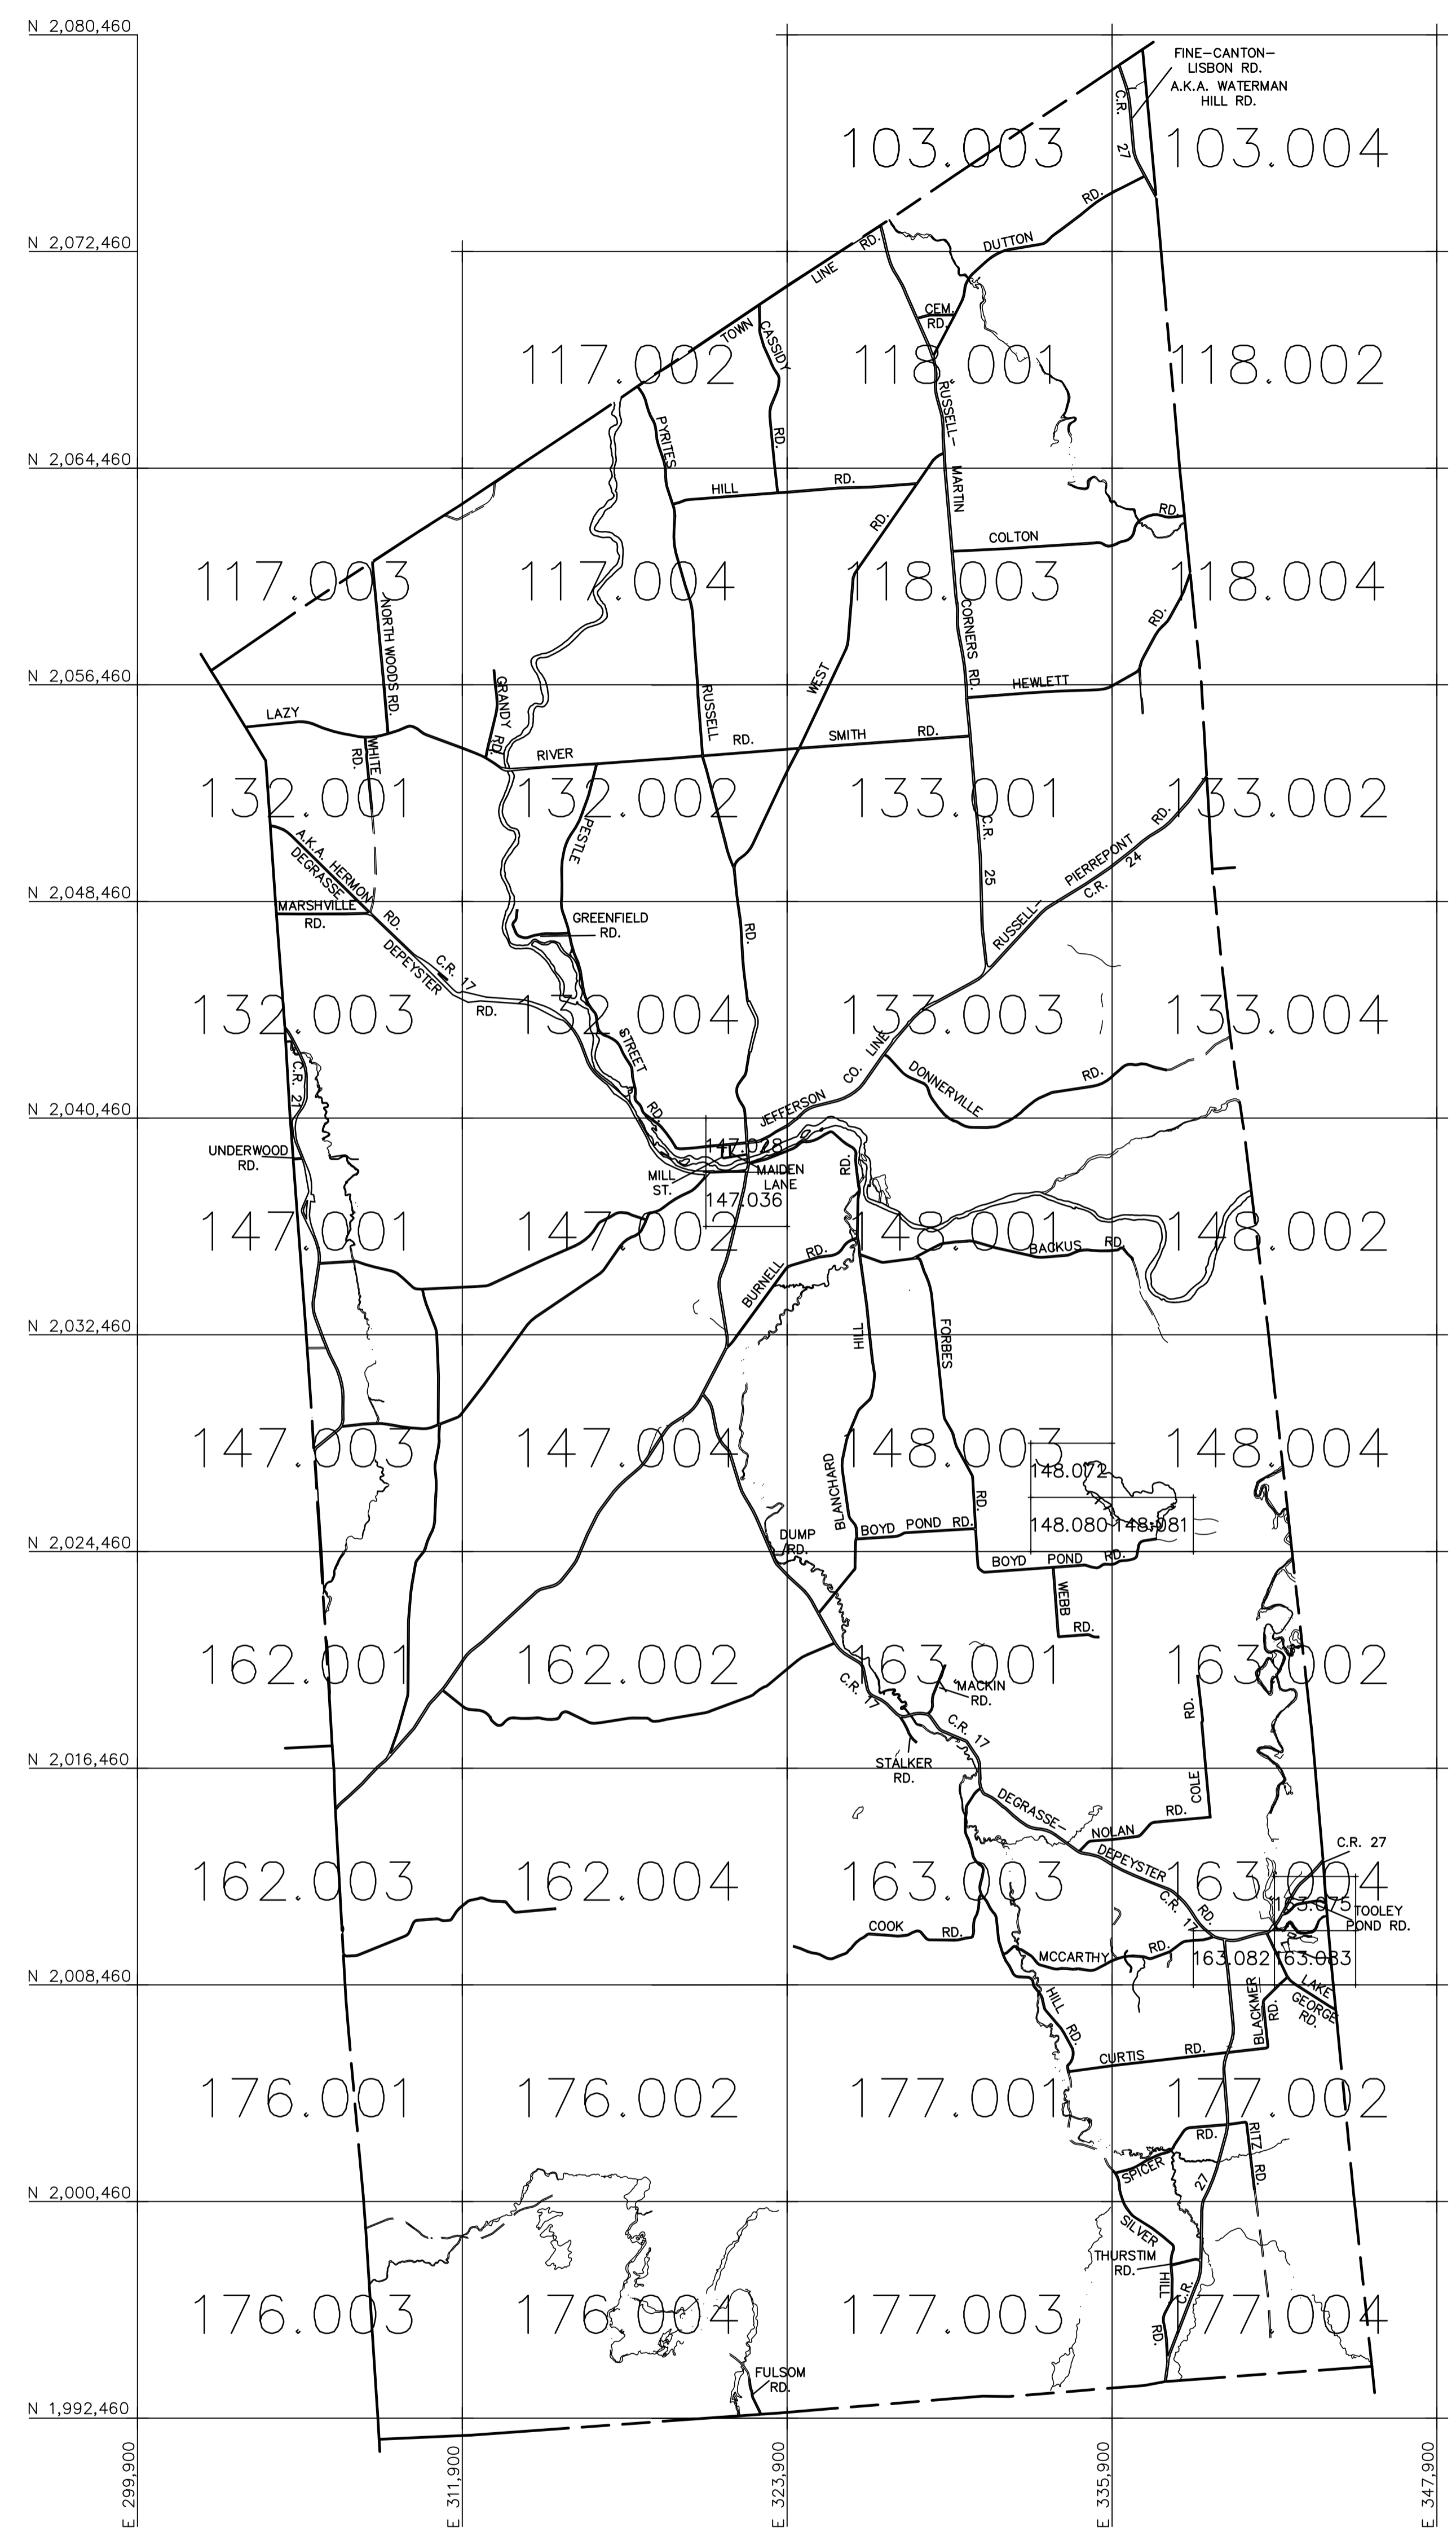 N 2,080,460
FINE-CANTON-
LISBON RD.
A.K.A. WATERMAN
HILL RD.
C.R.
27
103.003
103.004
RD.
DUTTON
N 2,072,460
RD.
LINE
TOWN
CEM.
RD.
CASSIDY
RD.
117.002
118.001
118.002
RUSSELL-
MARTIN
CORNERS RD.
PYRITES
N 2,064,460
HILL
RD.
RD.
COLTON
RD.
117.003
117.004
118.003
118.004
NORTH WOODS RD.
RD.
WEST
HEWLETT
N 2,056,460
GRANDY
RD.
RUSSELL
LAZY
RIVER
RD.
SMITH
RD.
WHITE
RD.
132.001
132.002
133.001
133.002
C.R.
25
PESTLE
RD.
PIERREPONT
C.R.
24
RUSSELL-
A.K.A. HERMON
DEGRASSE
RD.
N 2,048,460
MARSHVILLE
RD.
GREENFIELD
RD.
RD.
DEPEYSTER
C.R. 17
RD.
132.003
132.004
133.003
133.004
STREET
RD.
LINE
CO.
JEFFERSON
DONNERVILLE
RD.
C.R. 21
N 2,040,460
UNDERWOOD
RD.
147.028
MAIDEN
LANE
MILL
ST.
147.036
RD.
147.001
147.002
148.001
148.002
BACKUS
RD.
BURNELL
RD.
HILL
FORBES
N 2,032,460
147.003
147.004
148.003
148.004
148.072
148.080
148.081
BLANCHARD
RD.
BOYD POND RD.
DUMP
RD.
N 2,024,460
BOYD POND RD.
WEBB
RD.
162.001
162.002
163.001
163.002
C.R. 17
MACKIN
RD.
C.R. 17
RD.
STALKER
RD.
N 2,016,460
COLE
DEGRASSE-
NOLAN
RD.
DEPEYSTER
C.R. 27
162.003
162.004
163.003
163.004
C.R. 17
RD.
163.075
TOOLEY
POND RD.
COOK
RD.
MCCARTHY
RD.
163.082
163.083
N 2,008,460
LAKE
GEORGE
RD.
BLACKMER
RD.
HILL
RD.
CURTIS
RD.
176.001
176.002
177.001
177.002
RD.
RITZ
RD.
SPICER
27
N 2,000,460
SILVER
THURSTIM
RD.
HILL
C.R.
RD.
176.003
176.004
177.003
177.004
FULSOM
RD.
N 1,992,460
E 299,900
E 311,900
E 323,900
E 335,900
E 347,900